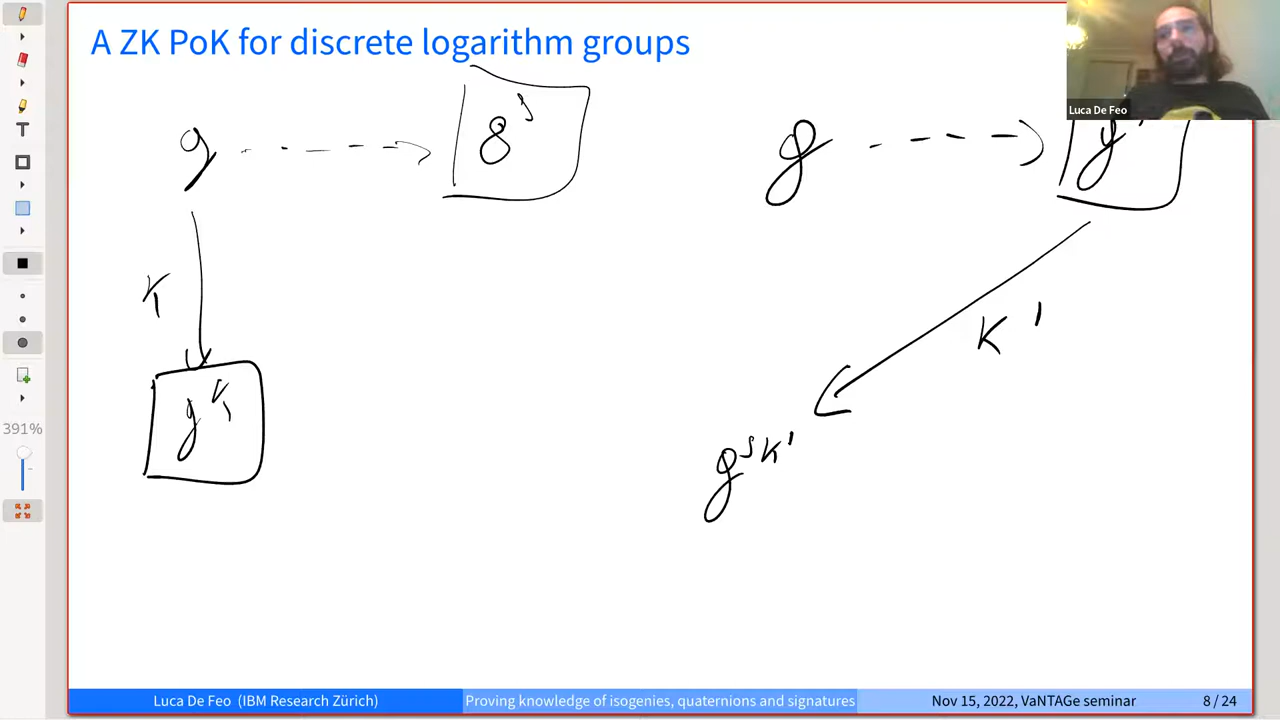 A ZK PoK for discrete logarithm groups
Luca De Feo
g
g^s
g
g
K
K'
g^K
g^sK'
391%
T
Luca De Feo (IBM Research Zürich)
Proving knowledge of isogenies, quaternions and signatures
Nov 15, 2022, VaNTAGe seminar
8 / 24